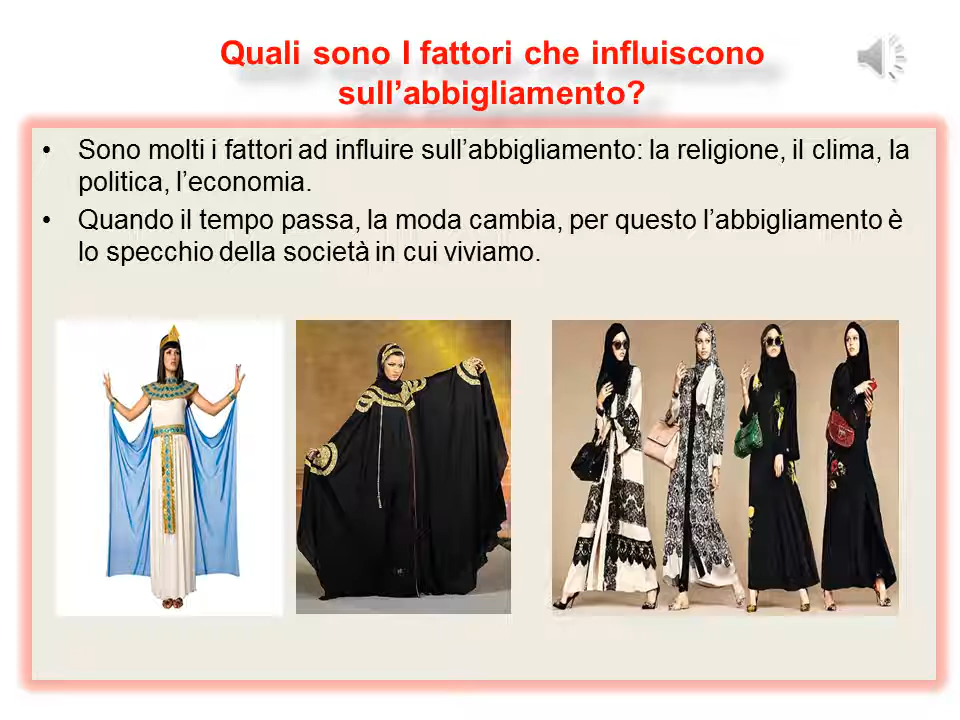 Quali sono I fattori che influiscono
sull’abbigliamento?
• Sono molti i fattori ad influire sull’abbigliamento: la religione, il clima, la
politica, l’economia.
• Quando il tempo passa, la moda cambia, per questo l’abbigliamento è
lo specchio della società in cui viviamo.